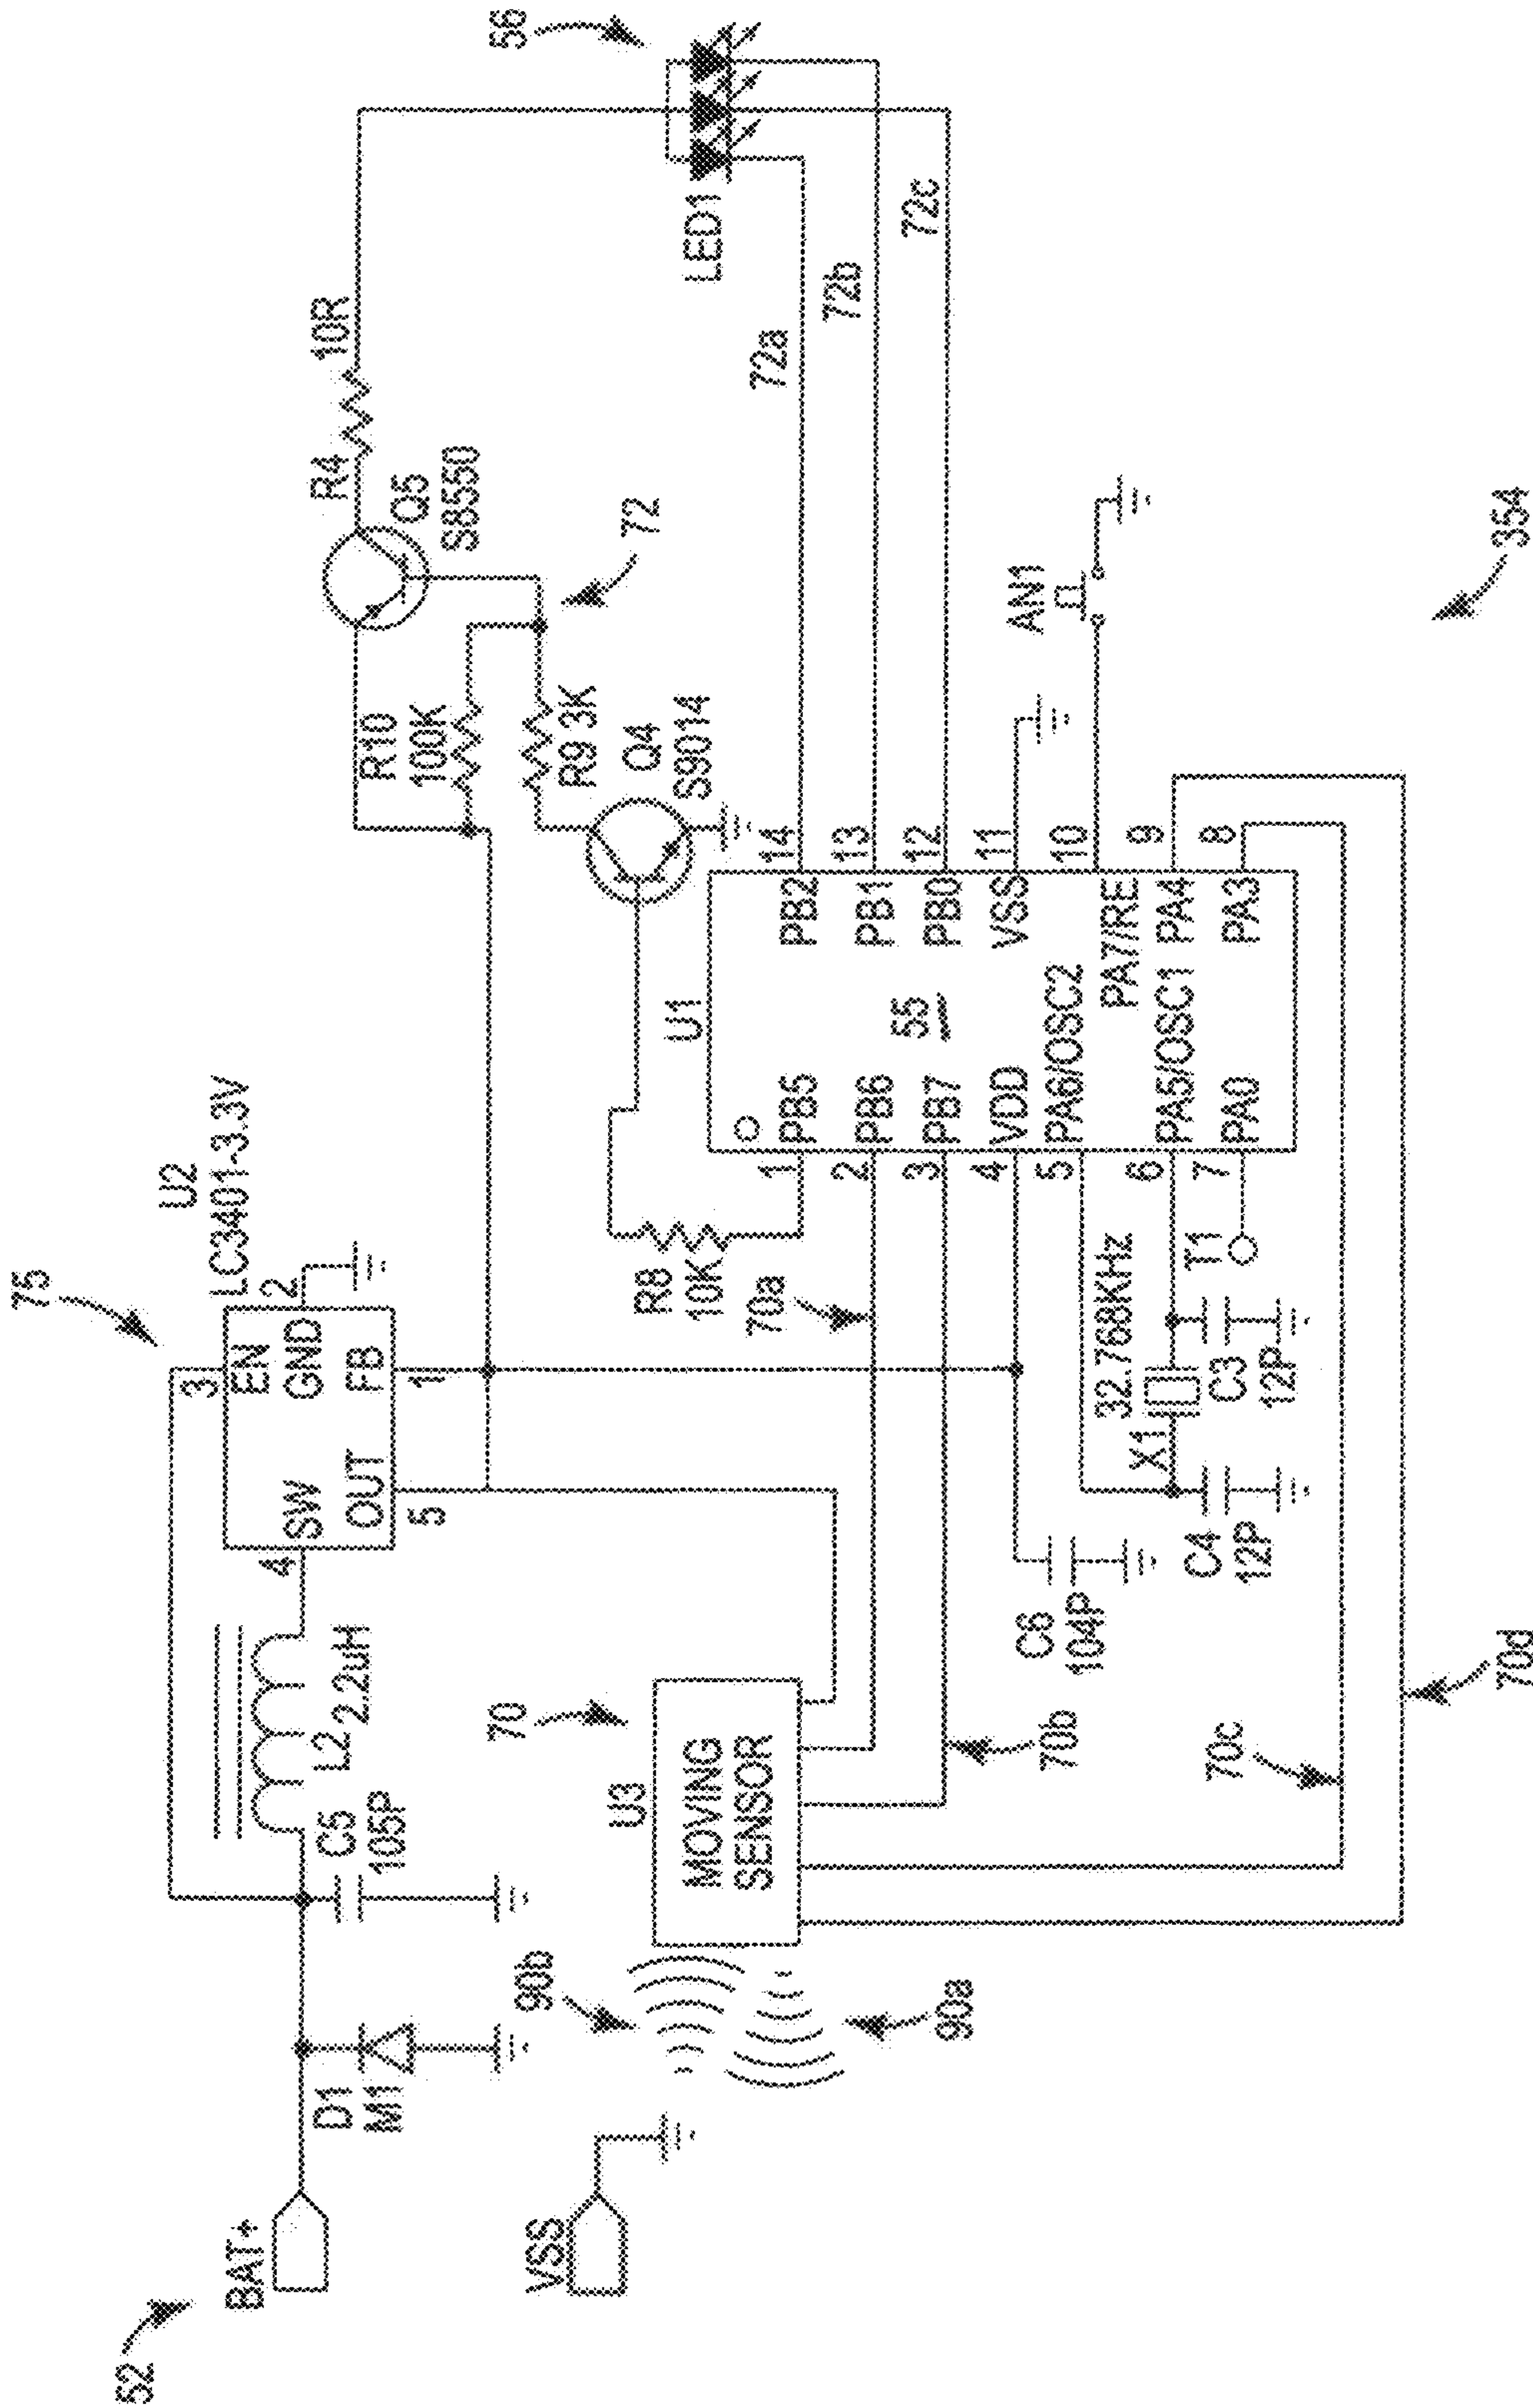 52
BAT+
VSS
D1
M1
C5
105P
L2
2.2uH
75
U2
LC3401-3.3V
3
EN
4
SW
GND
2
OUT
FB
5
1
90b
90a
70
U3
MOVING
SENSOR
R10
100K
R9 3K
Q4
S9014
Q5
S8550
R4
10R
72
56
LED1
72a
72b
72c
R8
10K
70a
70b
70c
70d
U1
55
1
PB5
PB2
14
2
PB6
PB1
13
3
PB7
PB0
12
4
VDD
VSS
11
5
PA6/OSC2
10
PA7/RE
6
PA5/OSC1
PA4
9
7
PA0
PA3
8
AN1
C6
104P
32.768KHz
X1
C4
12P
C3
12P
T1
354